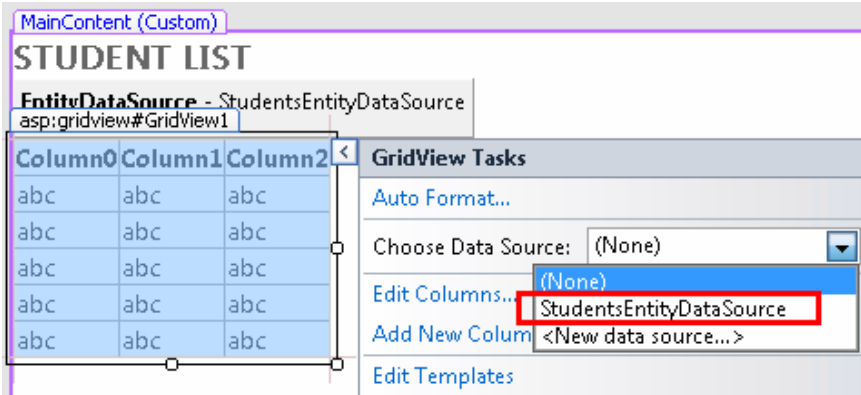 MainContent (Custom)
STUDENT LIST
EntityDataSource - StudentsEntityDataSource
asp:gridview#GridView1
Column0 Column1 Column2
abc abc abc
abc abc abc
abc abc abc
abc abc abc
abc abc abc
GridView Tasks
Auto Format...
Choose Data Source: (None)
(None)
StudentsEntityDataSource
<New data source...>
Edit Columns...
Add New Colum
Edit Templates